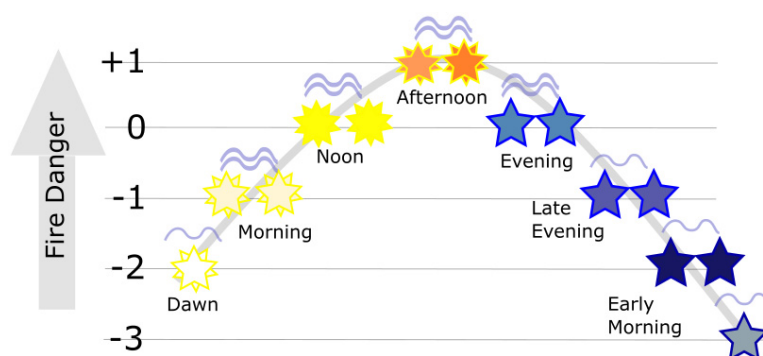 +1
Afternoon
0
Noon
Evening
-1
Morning
Late
Evening
-2
Dawn
Early
Morning
-3
Fire Danger